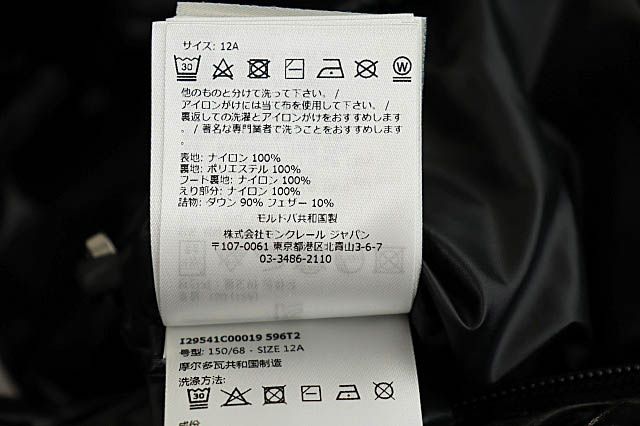 サイズ: 12A
30
W
他のものと分けて洗って下さい。 /
アイロンがけには当て布を使用して下さい。 /
裏返しての洗濯とアイロンがけをおすすめします
。 / 著名な専門業者で洗うことをおすすめします
。
表地: ナイロン 100%
裏地: ポリエステル 100%
フート裏地: ナイロン 100%
えり部分: ナイロン 100%
詰物: ダウン 90% フェザー 10%
モルドバ共和国製
株式会社モンクレール ジャパン
〒107-0061 東京都港区北青山3-6-7
03-3486-2110
I29541C00019 596T2
号型: 150/68 - SIZE 12A
摩尔多瓦共和国制造
洗涤方法:
30
成份